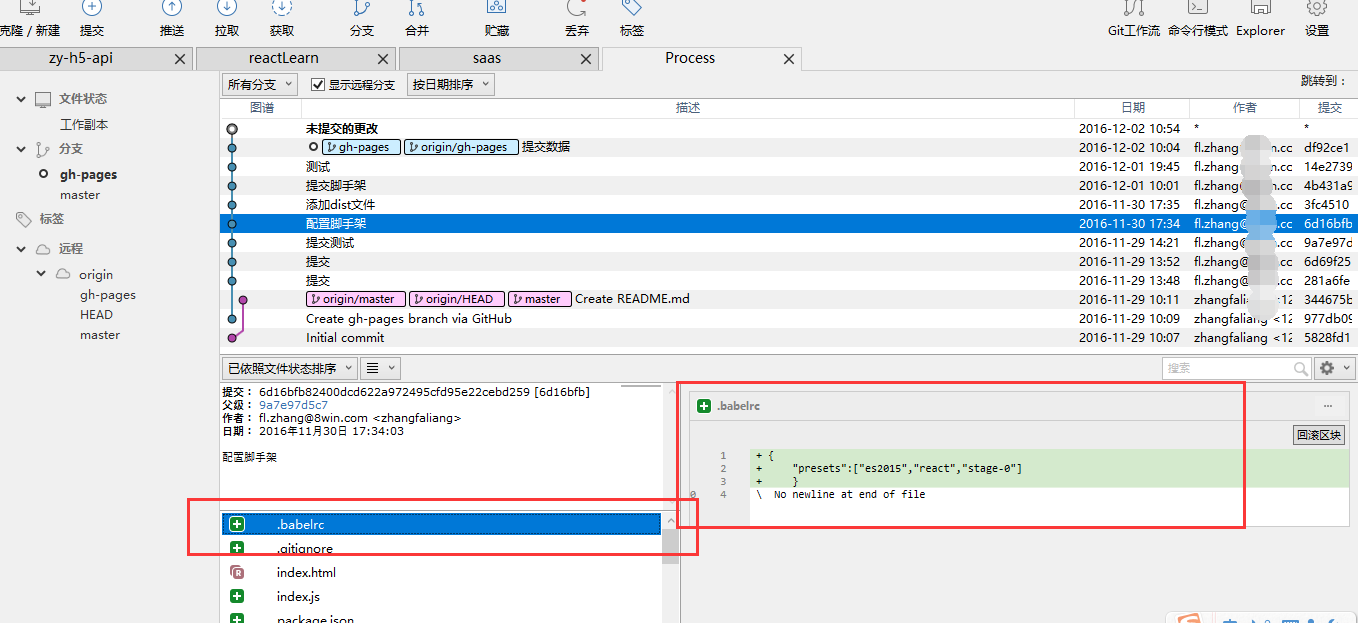 克隆 / 新建 提交 推送 拉取 获取 分支 合并 贮藏 丢弃 标签 Git工作流 命令行模式 Explorer 设置
zy-h5-api reactLearn saas Process
所有分支 显示远程分支 按日期排序 跳转到：
文件状态
工作副本
分支
gh-pages
master
标签
远程
origin
gh-pages
HEAD
master
图谱 描述 日期 作者 提交
未提交的更改 2016-12-02 10:54 * *
gh-pages origin/gh-pages 提交数据 2016-12-02 10:04 fl.zhang .cc df92ce1
测试 2016-12-01 19:45 fl.zhang .cc 14e2739
提交脚手架 2016-12-01 10:01 fl.zhang .cc 4b431a9
添加dist文件 2016-11-30 17:35 fl.zhang@ .cc 3fc4510
配置脚手架 2016-11-30 17:34 fl.zhang@ .cc 6d16bfb
提交测试 2016-11-29 14:21 fl.zhang@ .cc 9a7e97d
提交 2016-11-29 13:52 fl.zhang@ .cc 6d69f25
提交 2016-11-29 13:48 fl.zhang@ .cc 281a6fe
origin/master origin/HEAD master Create README.md 2016-11-29 10:11 zhangfaliang <12 344675b
Create gh-pages branch via GitHub 2016-11-29 10:09 zhangfaliang <12 977db09
Initial commit 2016-11-29 10:07 zhangfaliang <12 5828fd1
已依照文件状态排序 搜索
提交： 6d16bfb82400dcd622a972495cfd95e22cebd259 [6d16bfb]
父级： 9a7e97d5c7
作者： fl.zhang@8win.com <zhangfaliang>
日期： 2016年11月30日 17:34:03
配置脚手架
.babelrc
.gitignore
index.html
index.js
package.json
.babelrc ...
回滚区块
1 + {
2 + "presets":["es2015","react","stage-0"]
3 + }
0 4 \ No newline at end of file